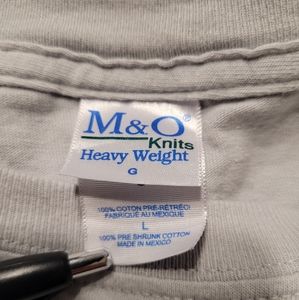 M&O®
Knits
Heavy Weight
G
100% COTON PRÉ-RÉTRÉCI
FABRIQUÉ AU MEXIQUE
L
100% PRE SHRUNK COTTON
MADE IN MEXICO